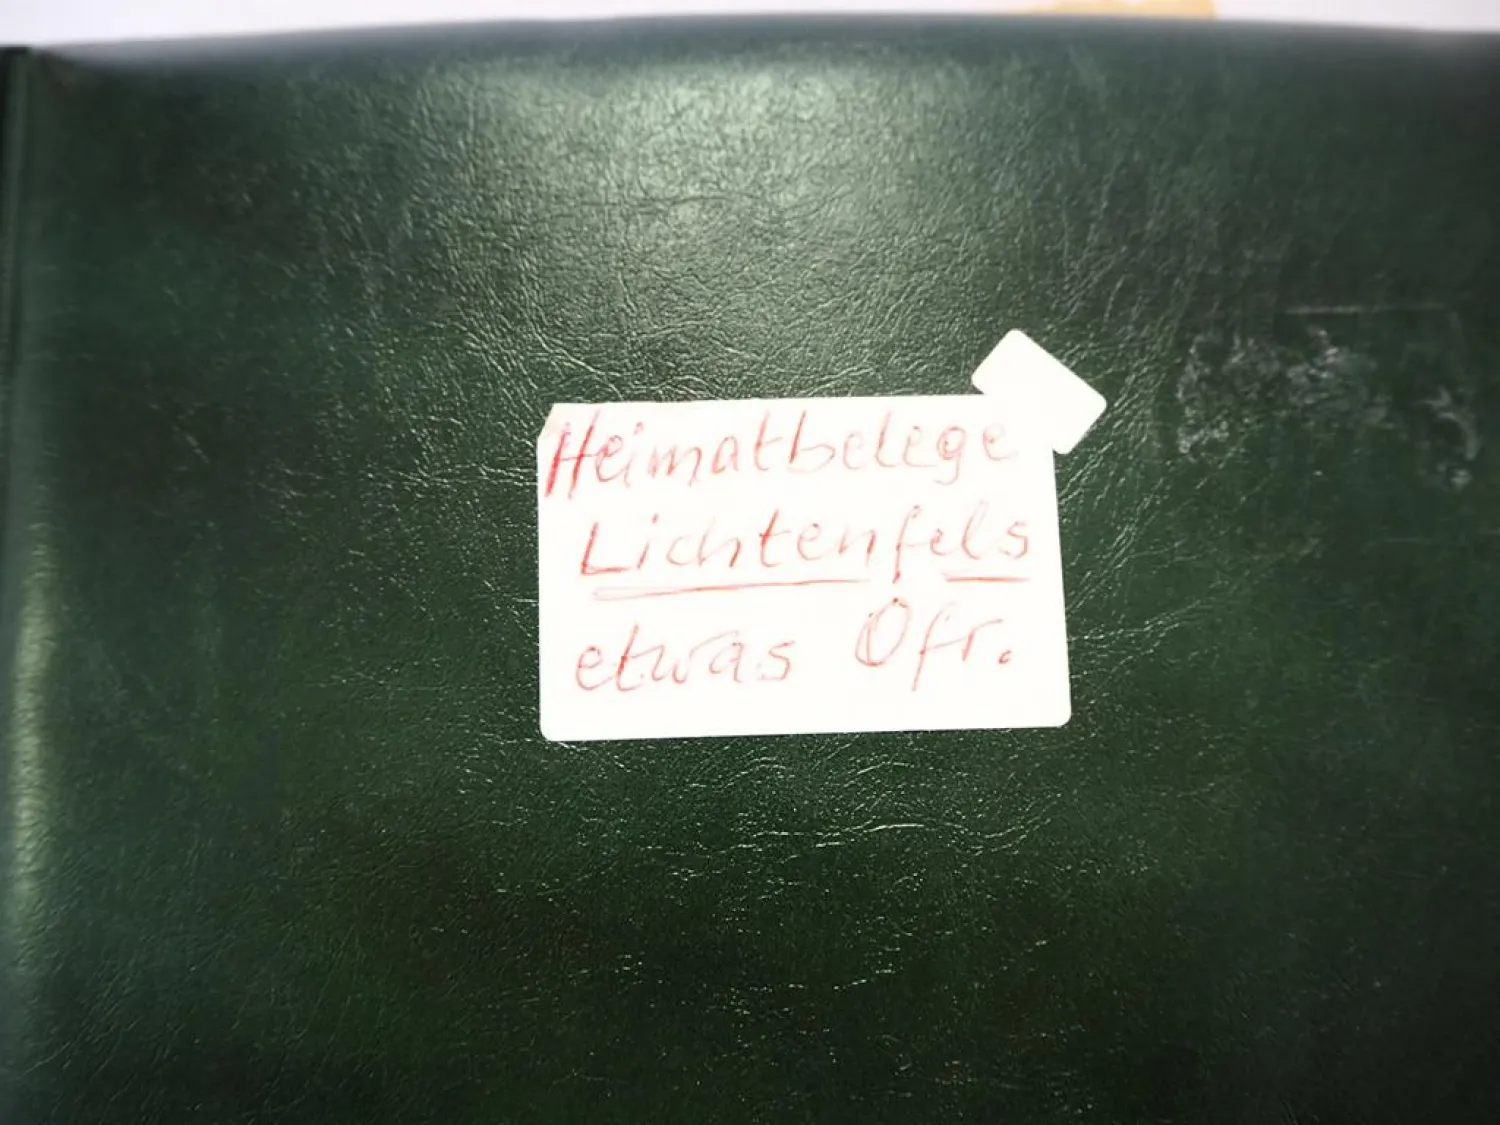 Heimatbelege
Lichtenfels
etwas Ofr.